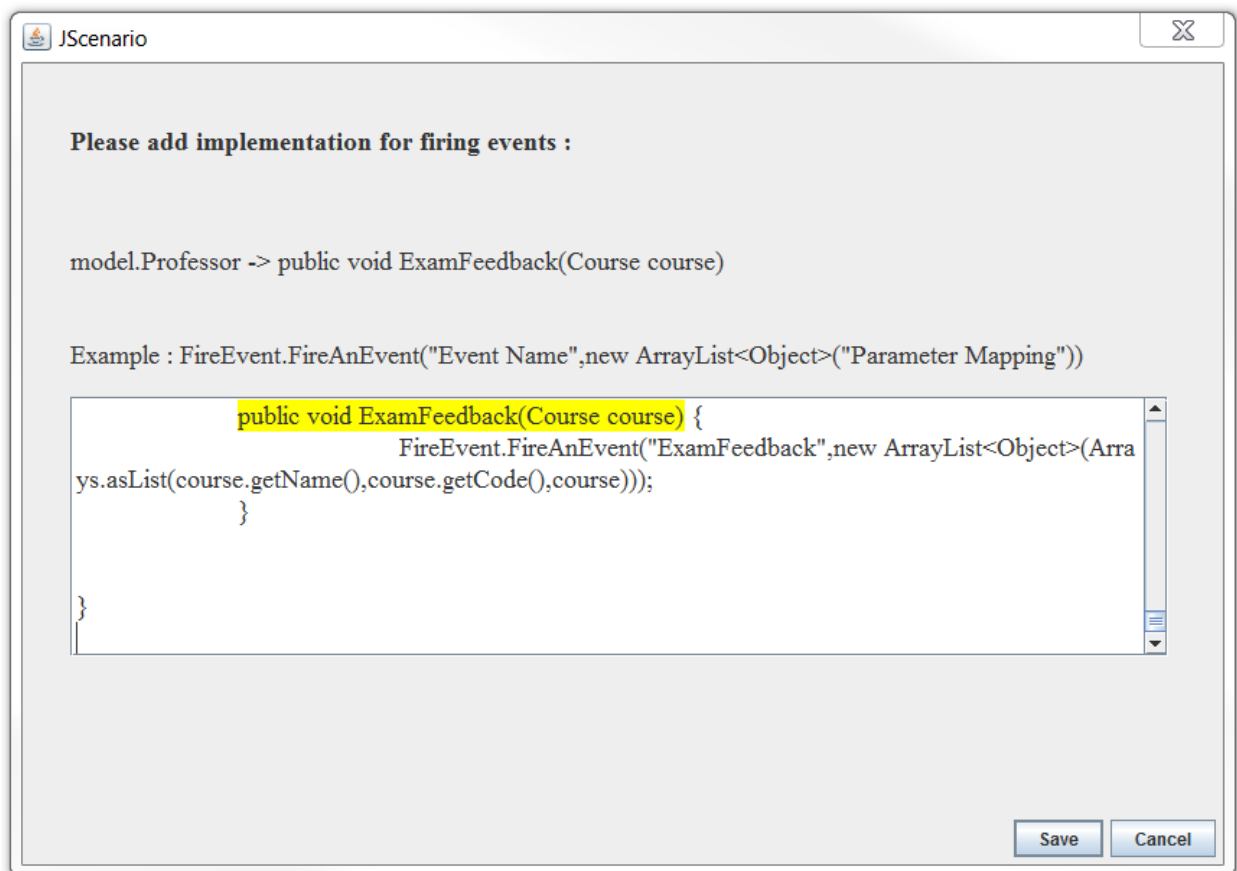 JScenario
Please add implementation for firing events :
model.Professor -> public void ExamFeedback(Course course)
Example : FireEvent.FireAnEvent("Event Name",new ArrayList<Object>("Parameter Mapping"))
public void ExamFeedback(Course course) {
FireEvent.FireAnEvent("ExamFeedback",new ArrayList<Object>(Arra
ys.asList(course.getName(),course.getCode(),course)));
}
}
Save Cancel